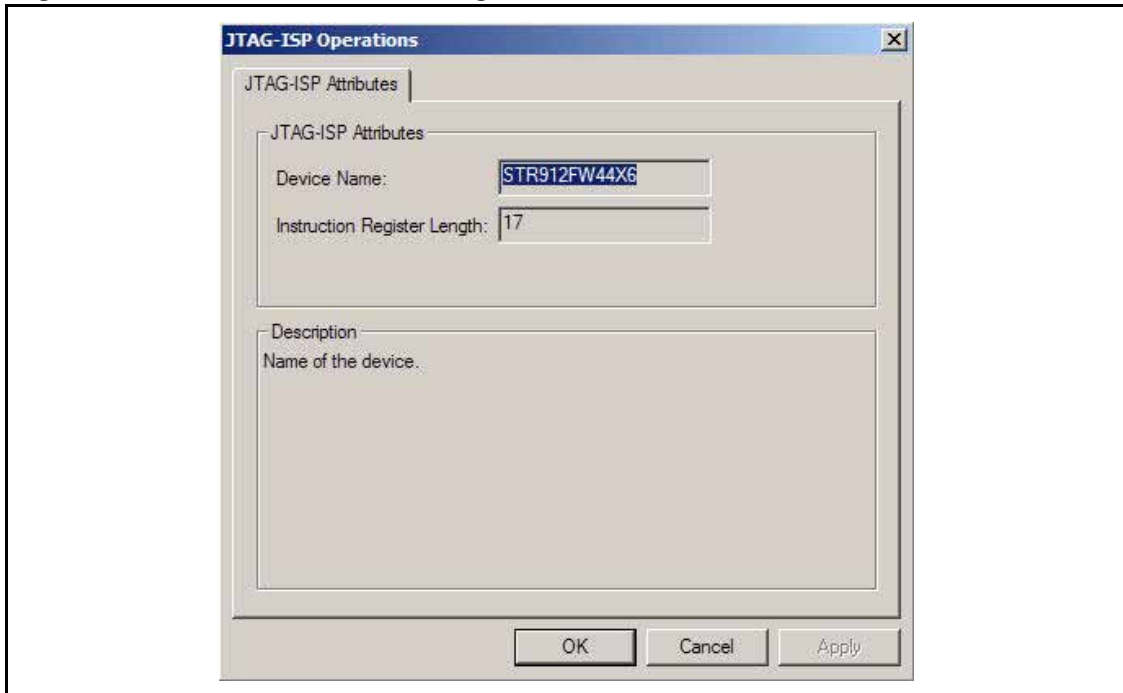 JTAG-ISP Operations
JTAG-ISP Attributes
JTAG-ISP Attributes
Device Name: STR912FW44X6
Instruction Register Length: 17
Description
Name of the device.
OK Cancel Apply